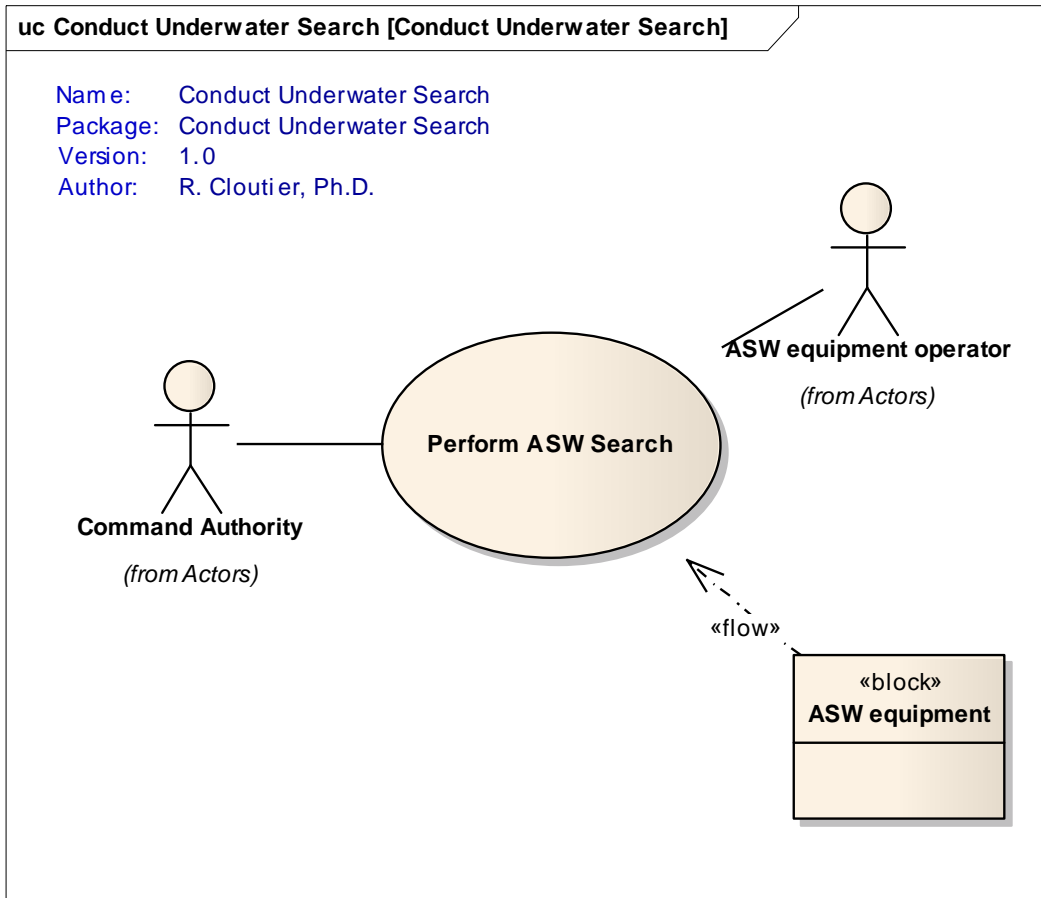 uc Conduct Underwater Search [Conduct Underwater Search]
Name: Conduct Underwater Search
Package: Conduct Underwater Search
Version: 1.0
Author: R. Cloutier, Ph.D.
ASW equipment operator
(from Actors)
Perform ASW Search
Command Authority
(from Actors)
«flow»
«block»
ASW equipment